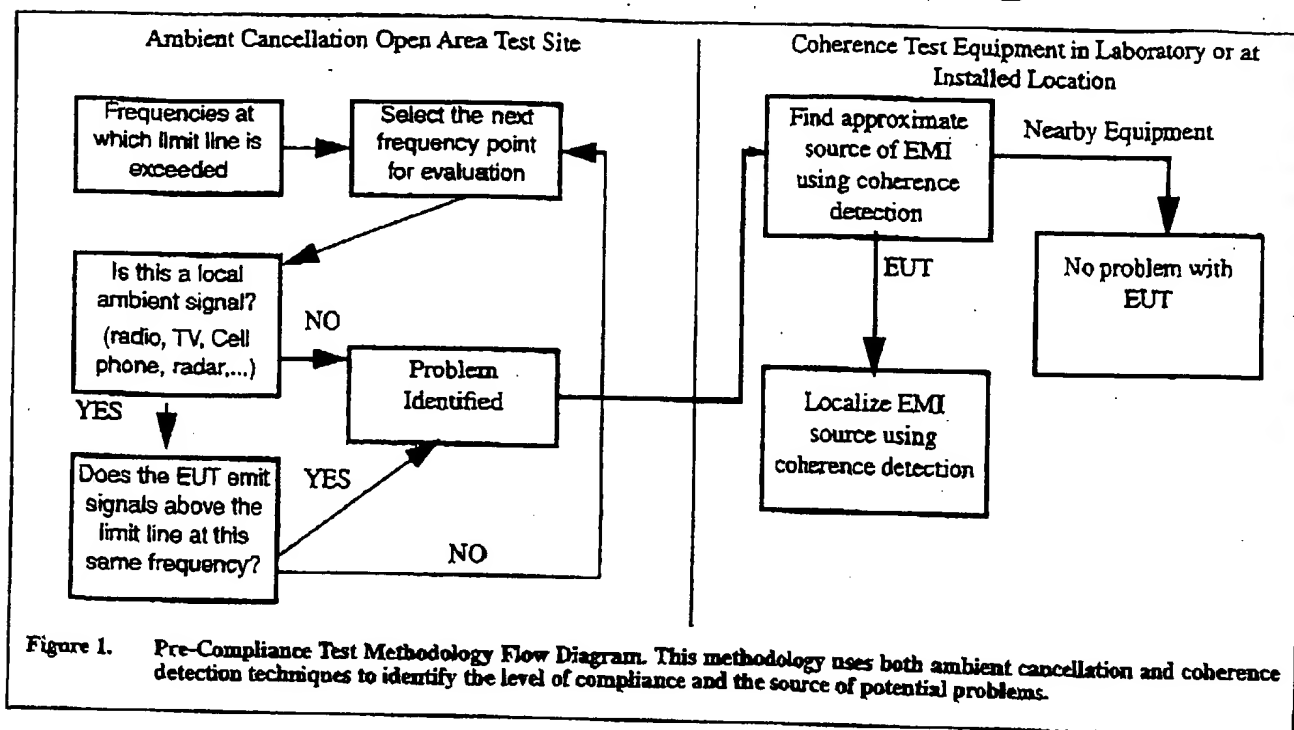 Ambient Cancellation Open Area Test Site
Coherence Test Equipment in Laboratory or at
Installed Location
Frequencies at
which limit line is
exceeded
Select the next
frequency point
for evaluation
Is this a local
ambient signal?
(radio, TV, Cell
phone, radar,...)
NO
YES
Problem
Identified
Does the EUT emit
signals above the
limit line at this
same frequency?
YES
NO
Find approximate
source of EMI
using coherence
detection
Nearby Equipment
EUT
No problem with
EUT
Localize EMI
source using
coherence detection
Figure 1. Pre-Compliance Test Methodology Flow Diagram. This methodology uses both ambient cancellation and coherence
detection techniques to identify the level of compliance and the source of potential problems.